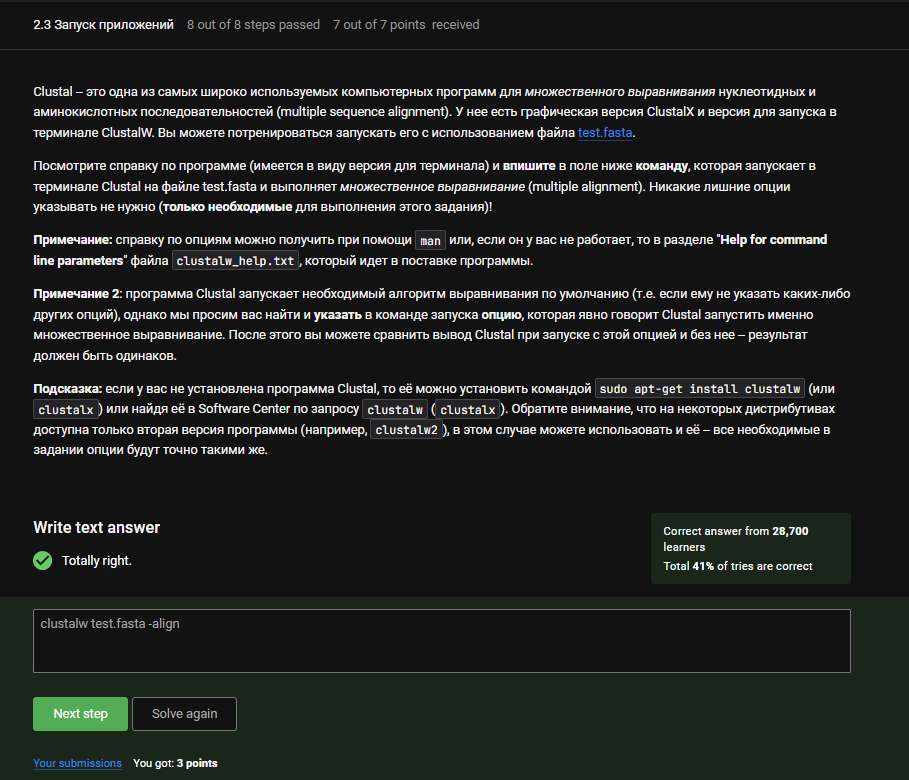 2.3 Запуск приложений 8 out of 8 steps passed 7 out of 7 points received
Clustal – это одна из самых широко используемых компьютерных программ для множественного выравнивания нуклеотидных и
аминокислотных последовательностей (multiple sequence alignment). У нее есть графическая версия ClustalX и версия для запуска в
терминале ClustalW. Вы можете потренироваться запускать его с использованием файла test.fasta.
Посмотрите справку по программе (имеется в виду версия для терминала) и впишите в поле ниже команду, которая запускает в
терминале Clustal на файле test.fasta и выполняет множественное выравнивание (multiple alignment). Никакие лишние опции
указывать не нужно (только необходимые для выполнения этого задания)!
Примечание: справку по опциям можно получить при помощи man или, если он у вас не работает, то в разделе "Help for command
line parameters" файла clustalw_help.txt, который идет в поставке программы.
Примечание 2: программа Clustal запускает необходимый алгоритм выравнивания по умолчанию (т.е. если ему не указать каких-либо
других опций), однако мы просим вас найти и указать в команде запуска опцию, которая явно говорит Clustal запустить именно
множественное выравнивание. После этого вы можете сравнить вывод Clustal при запуске с этой опцией и без нее – результат
должен быть одинаков.
Подсказка: если у вас не установлена программа Clustal, то её можно установить командой sudo apt-get install clustalw (или
clustalx) или найдя её в Software Center по запросу clustalw (clustalx). Обратите внимание, что на некоторых дистрибутивах
доступна только вторая версия программы (например, clustalw2), в этом случае можете использовать и её – все необходимые в
задании опции будут точно такими же.
Write text answer
Totally right.
Correct answer from 28,700
learners
Total 41% of tries are correct
clustalw test.fasta -align
Next step Solve again
Your submissions You got: 3 points